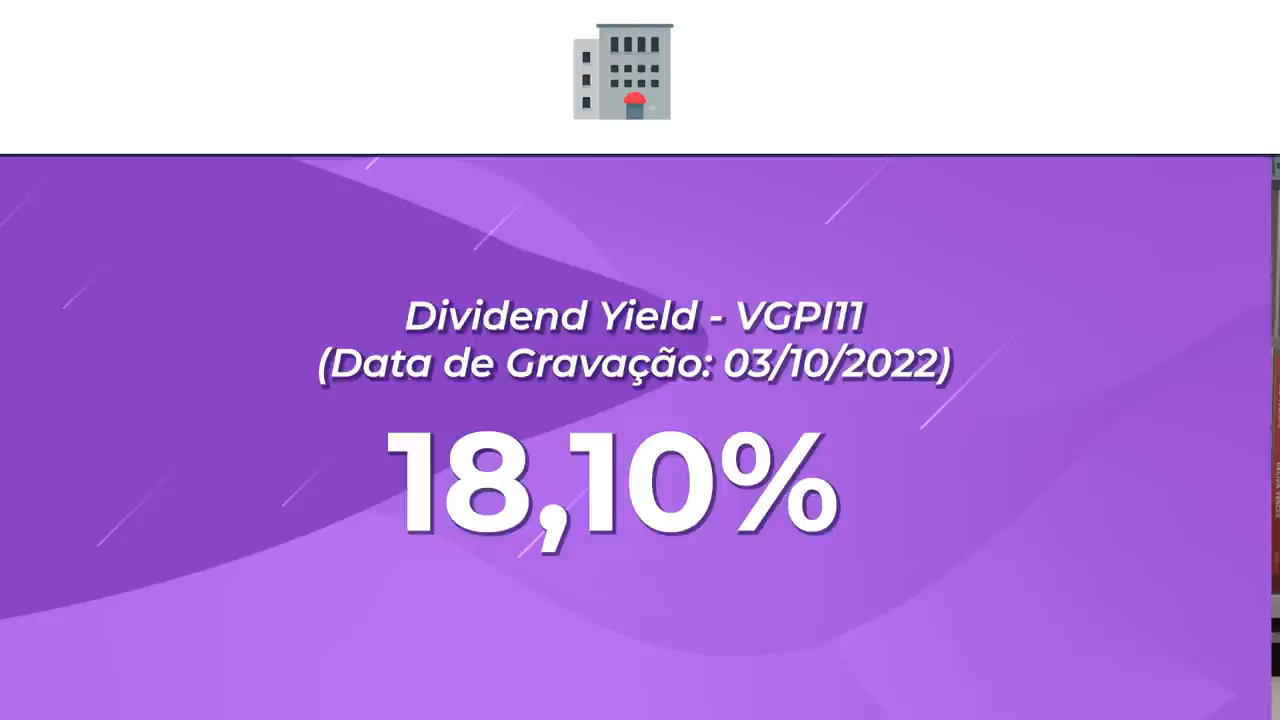 Dividend Yield - VGPI11
(Data de Gravação: 03/10/2022)
18,10%